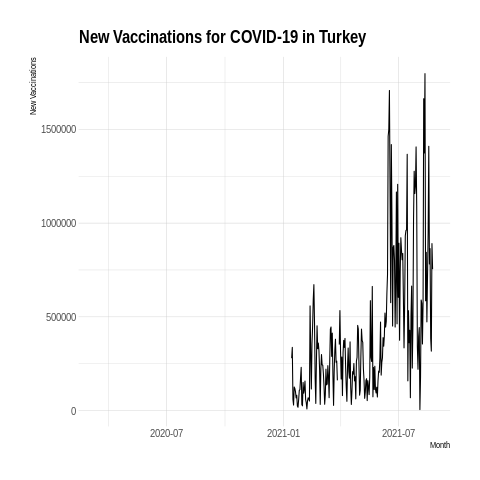 New Vaccinations for COVID-19 in Turkey
New Vaccinations
1500000
1000000
500000
0
2020-07
2021-01
2021-07
Month